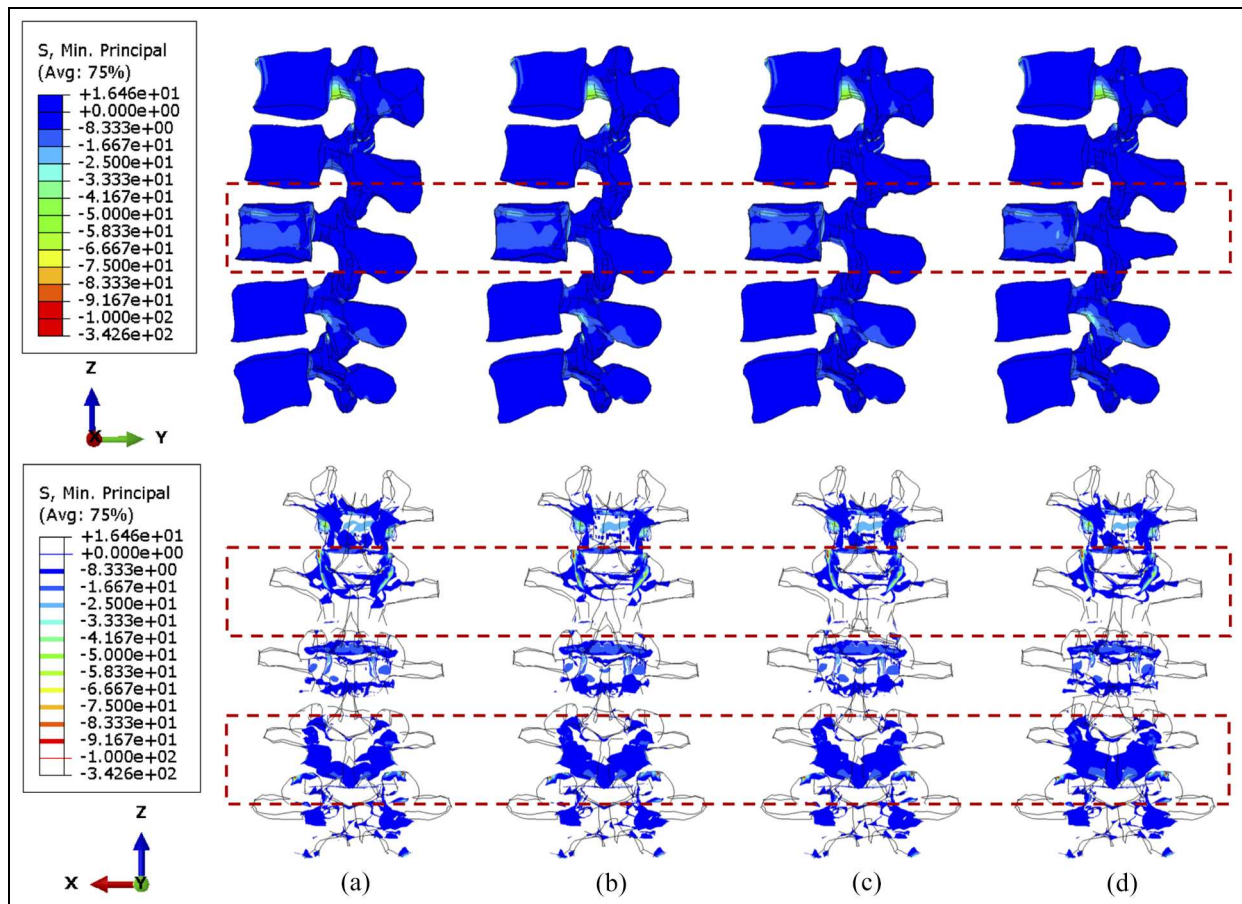 S, Min. Principal
(Avg: 75%)
+1.646e+01
+0.000e+00
-8.333e+00
-1.667e+01
-2.500e+01
-3.333e+01
-4.167e+01
-5.000e+01
-5.833e+01
-6.667e+01
-7.500e+01
-8.333e+01
-9.167e+01
-1.000e+02
-3.426e+02
Z
X
Y
S, Min. Principal
(Avg: 75%)
+1.646e+01
+0.000e+00
-8.333e+00
-1.667e+01
-2.500e+01
-3.333e+01
-4.167e+01
-5.000e+01
-5.833e+01
-6.667e+01
-7.500e+01
-8.333e+01
-9.167e+01
-1.000e+02
-3.426e+02
Z
X
Y
(a)
(b)
(c)
(d)